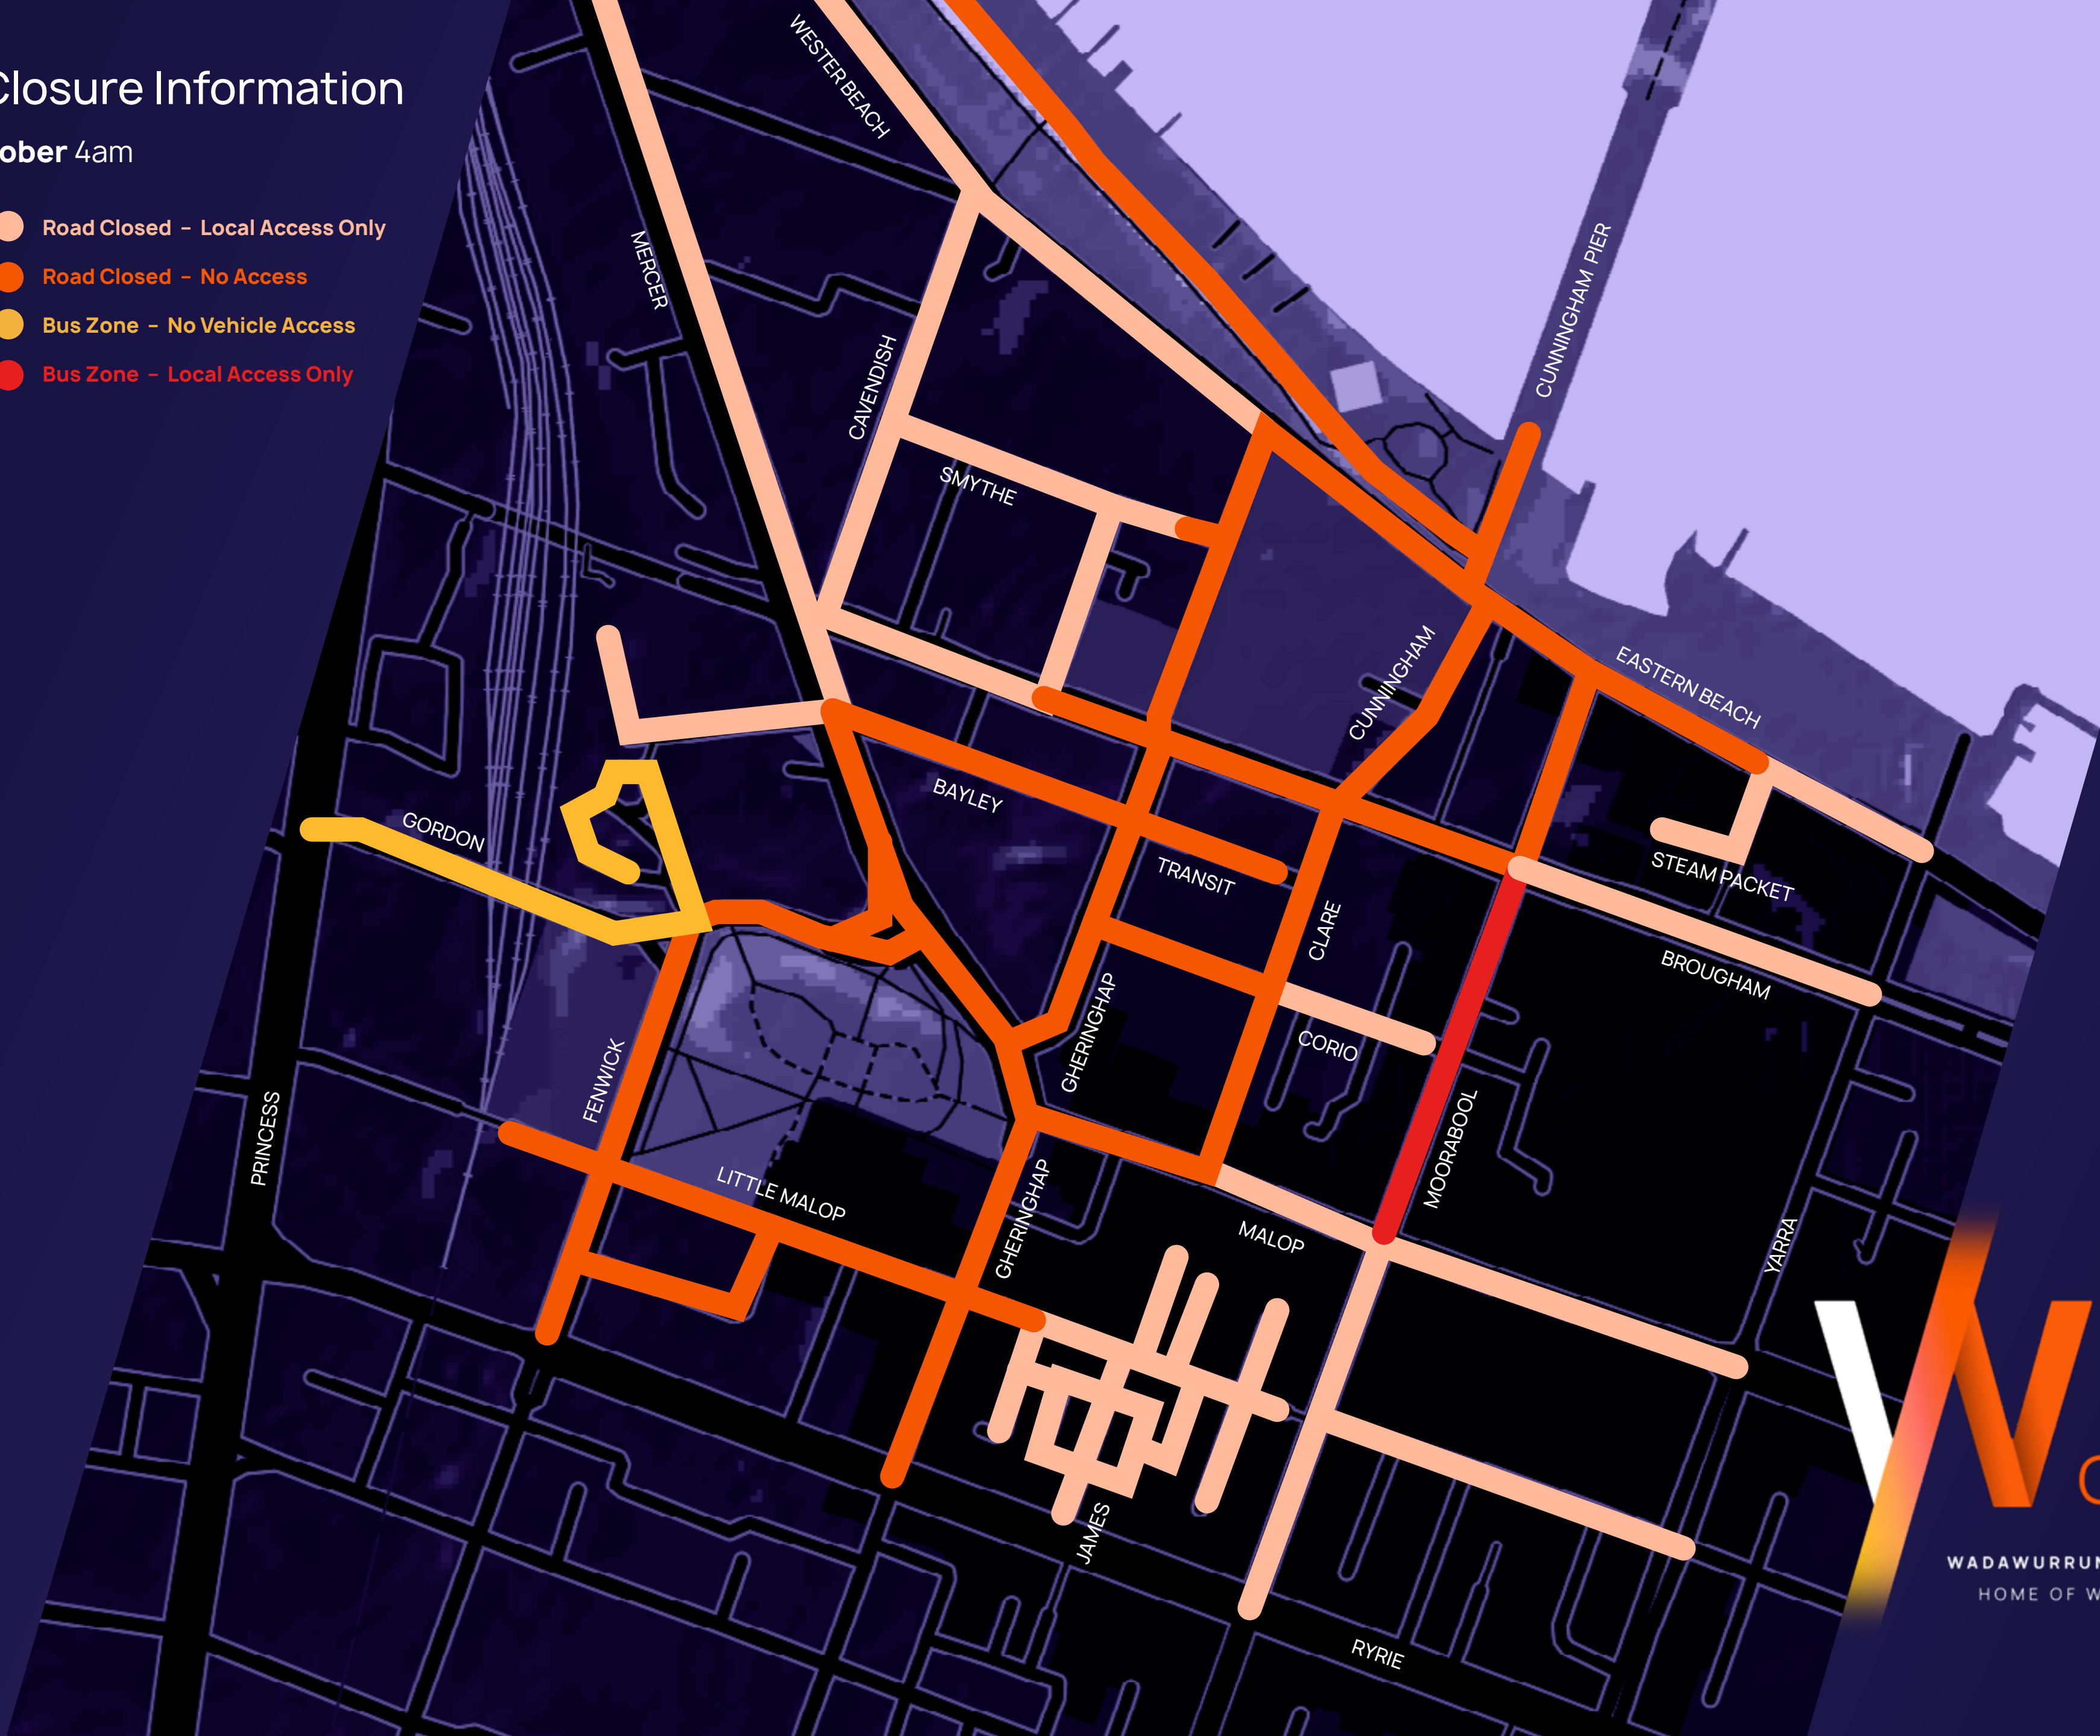 Closure Information
ober 4am
Road Closed – Local Access Only
Road Closed – No Access
Bus Zone – No Vehicle Access
Bus Zone – Local Access Only
WESTER BEACH
MERCER
CAVENDISH
SMYTHE
CUNNINGHAM PIER
CUNNINGHAM
EASTERN BEACH
BAYLEY
TRANSIT
STEAM PACKET
GORDON
CLARE
BROUGHAM
CORIO
GHERINGHAP
FENWICK
PRINCESS
MOORABOOL
LITTLE MALOP
GHERINGHAP
MALOP
YARRA
JAMES
RYRIE
WADAWURRUN
HOME OF W